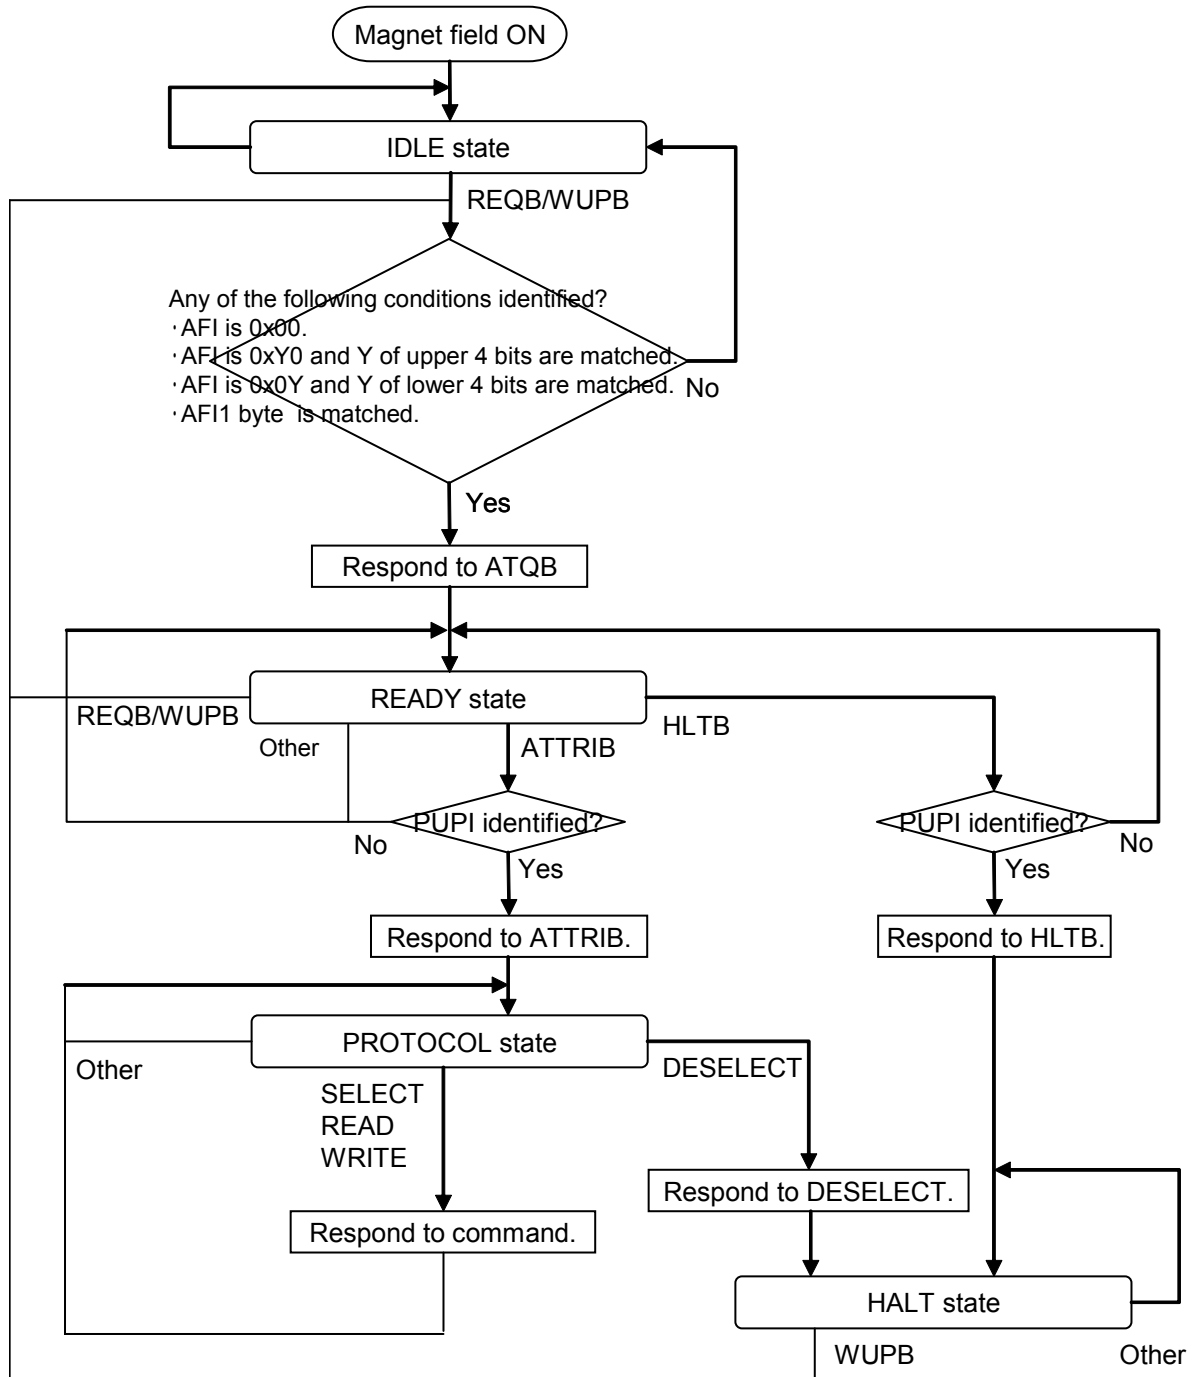 Magnet field ON
IDLE state
REQB/WUPB
Any of the following conditions identified?
・AFI is 0x00.
・AFI is 0xY0 and Y of upper 4 bits are matched.
・AFI is 0x0Y and Y of lower 4 bits are matched.
・AFI1 byte is matched.
No
Yes
Respond to ATQB
READY state
REQB/WUPB
Other
ATTRIB
HLTB
PUPI identified?
No
Yes
PUPI identified?
No
Yes
Respond to ATTRIB.
Respond to HLTB.
PROTOCOL state
Other
DESELECT
SELECT
READ
WRITE
Respond to DESELECT.
Respond to command.
HALT state
WUPB
Other